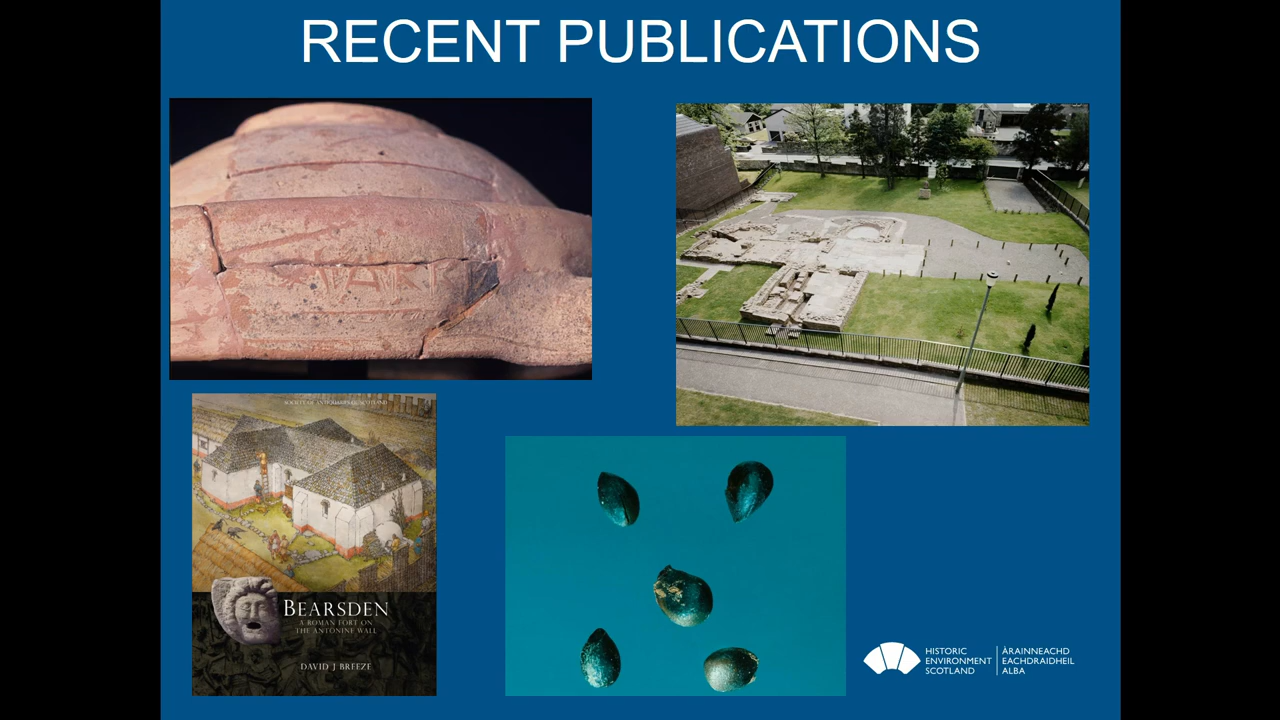 RECENT PUBLICATIONS
SOCIETY OF ANTIQUARIES OF SCOTLAND
BEARSDEN
A ROMAN FORT ON
THE ANTONINE WALL
DAVID J BREEZE
HISTORIC
ENVIRONMENT
SCOTLAND
ÀRAINNEACHD
EACHDRAIDHEIL
ALBA